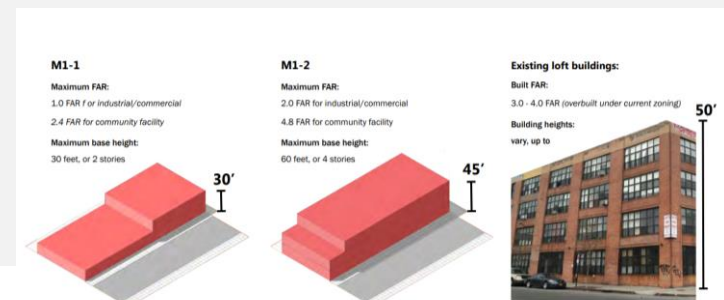 M1-1
Maximum FAR:
1.0 FAR for industrial/commercial
2.4 FAR for community facility
Maximum base height:
30 feet, or 2 stories
30'
M1-2
Maximum FAR:
2.0 FAR for industrial/commercial
4.8 FAR for community facility
Maximum base height:
60 feet, or 4 stories
45'
Existing loft buildings:
Built FAR:
3.0 - 4.0 FAR (overbuilt under current zoning)
Building heights:
vary, up to
50'